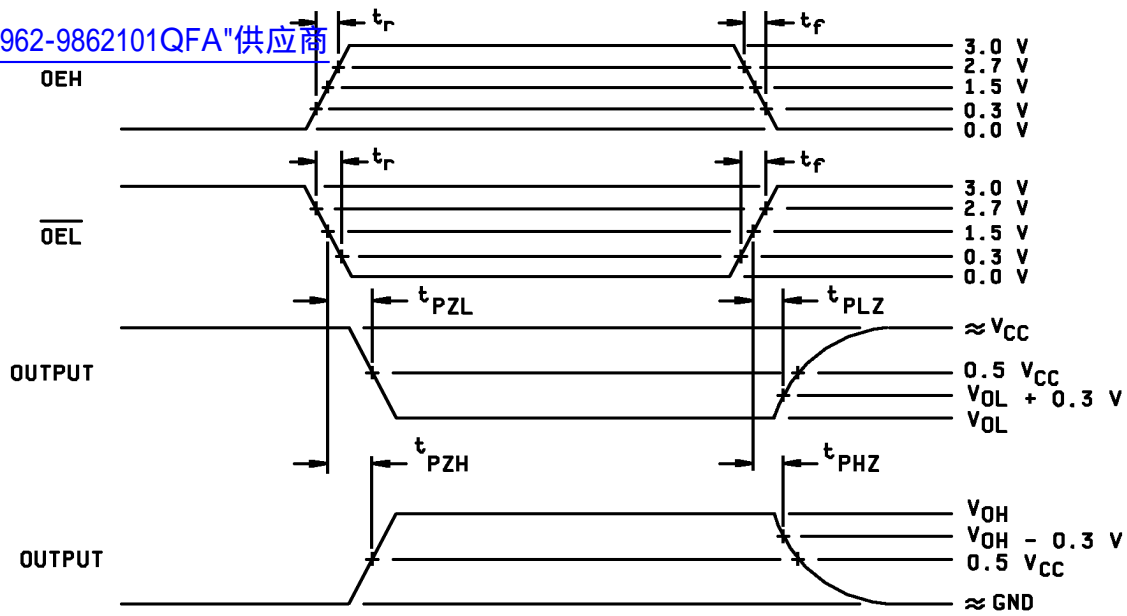 962-9862101QFA"供应商
tr
tf
OEH
3.0 V
2.7 V
1.5 V
0.3 V
0.0 V
tr
tf
OEL
3.0 V
2.7 V
1.5 V
0.3 V
0.0 V
tPZL
tPLZ
OUTPUT
≈ VCC
0.5 VCC
VOL + 0.3 V
VOL
tPZH
tPHZ
OUTPUT
VOH
VOH - 0.3 V
0.5 VCC
≈ GND